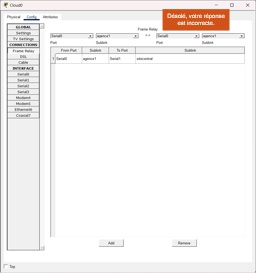 Cloud0
Physical Config Attributes
Désolé, votre réponse
est incorrecte.
GLOBAL
Settings
TV Settings
CONNECTIONS
Frame Relay
DSL
Cable
INTERFACE
Serial0
Serial1
Serial2
Serial3
Modem4
Modem5
Ethernet6
Coaxial7
Frame Relay
Serial0 agence1 <-> Serial0 agence1
Port Sublink Port Sublink
From Port Sublink To Port Sublink
1 Serial0 agence1 Serial1 sitecentral
Add Remove
Top